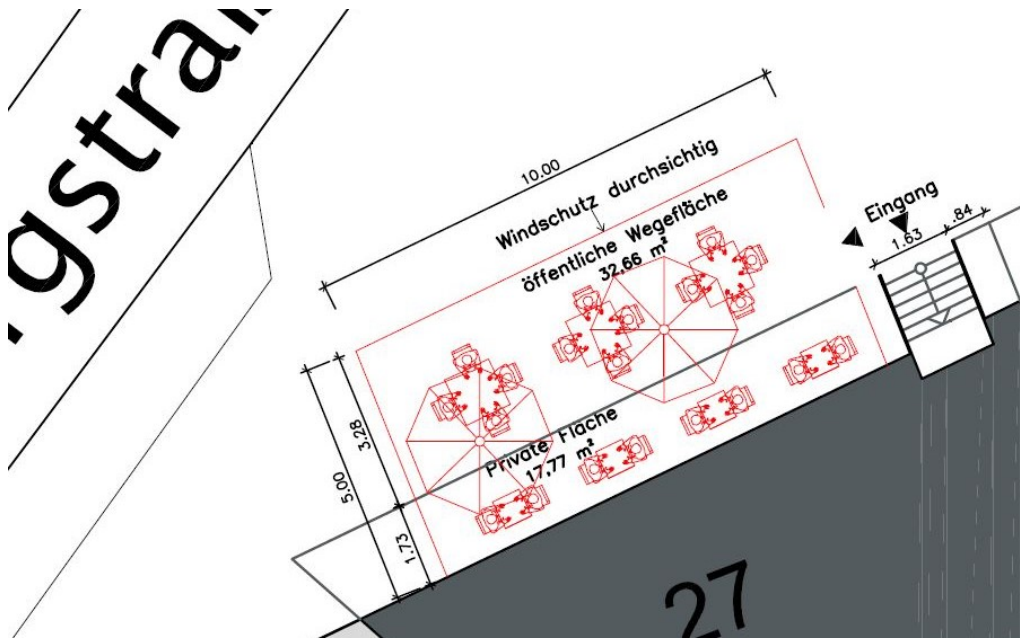 gstraß
10.00
Windschutz durchsichtig
öffentliche Wegefläche
32,66 m²
Eingang
1.63
.84
3.28
5.00
1.73
Private Fläche
17,77 m²
27